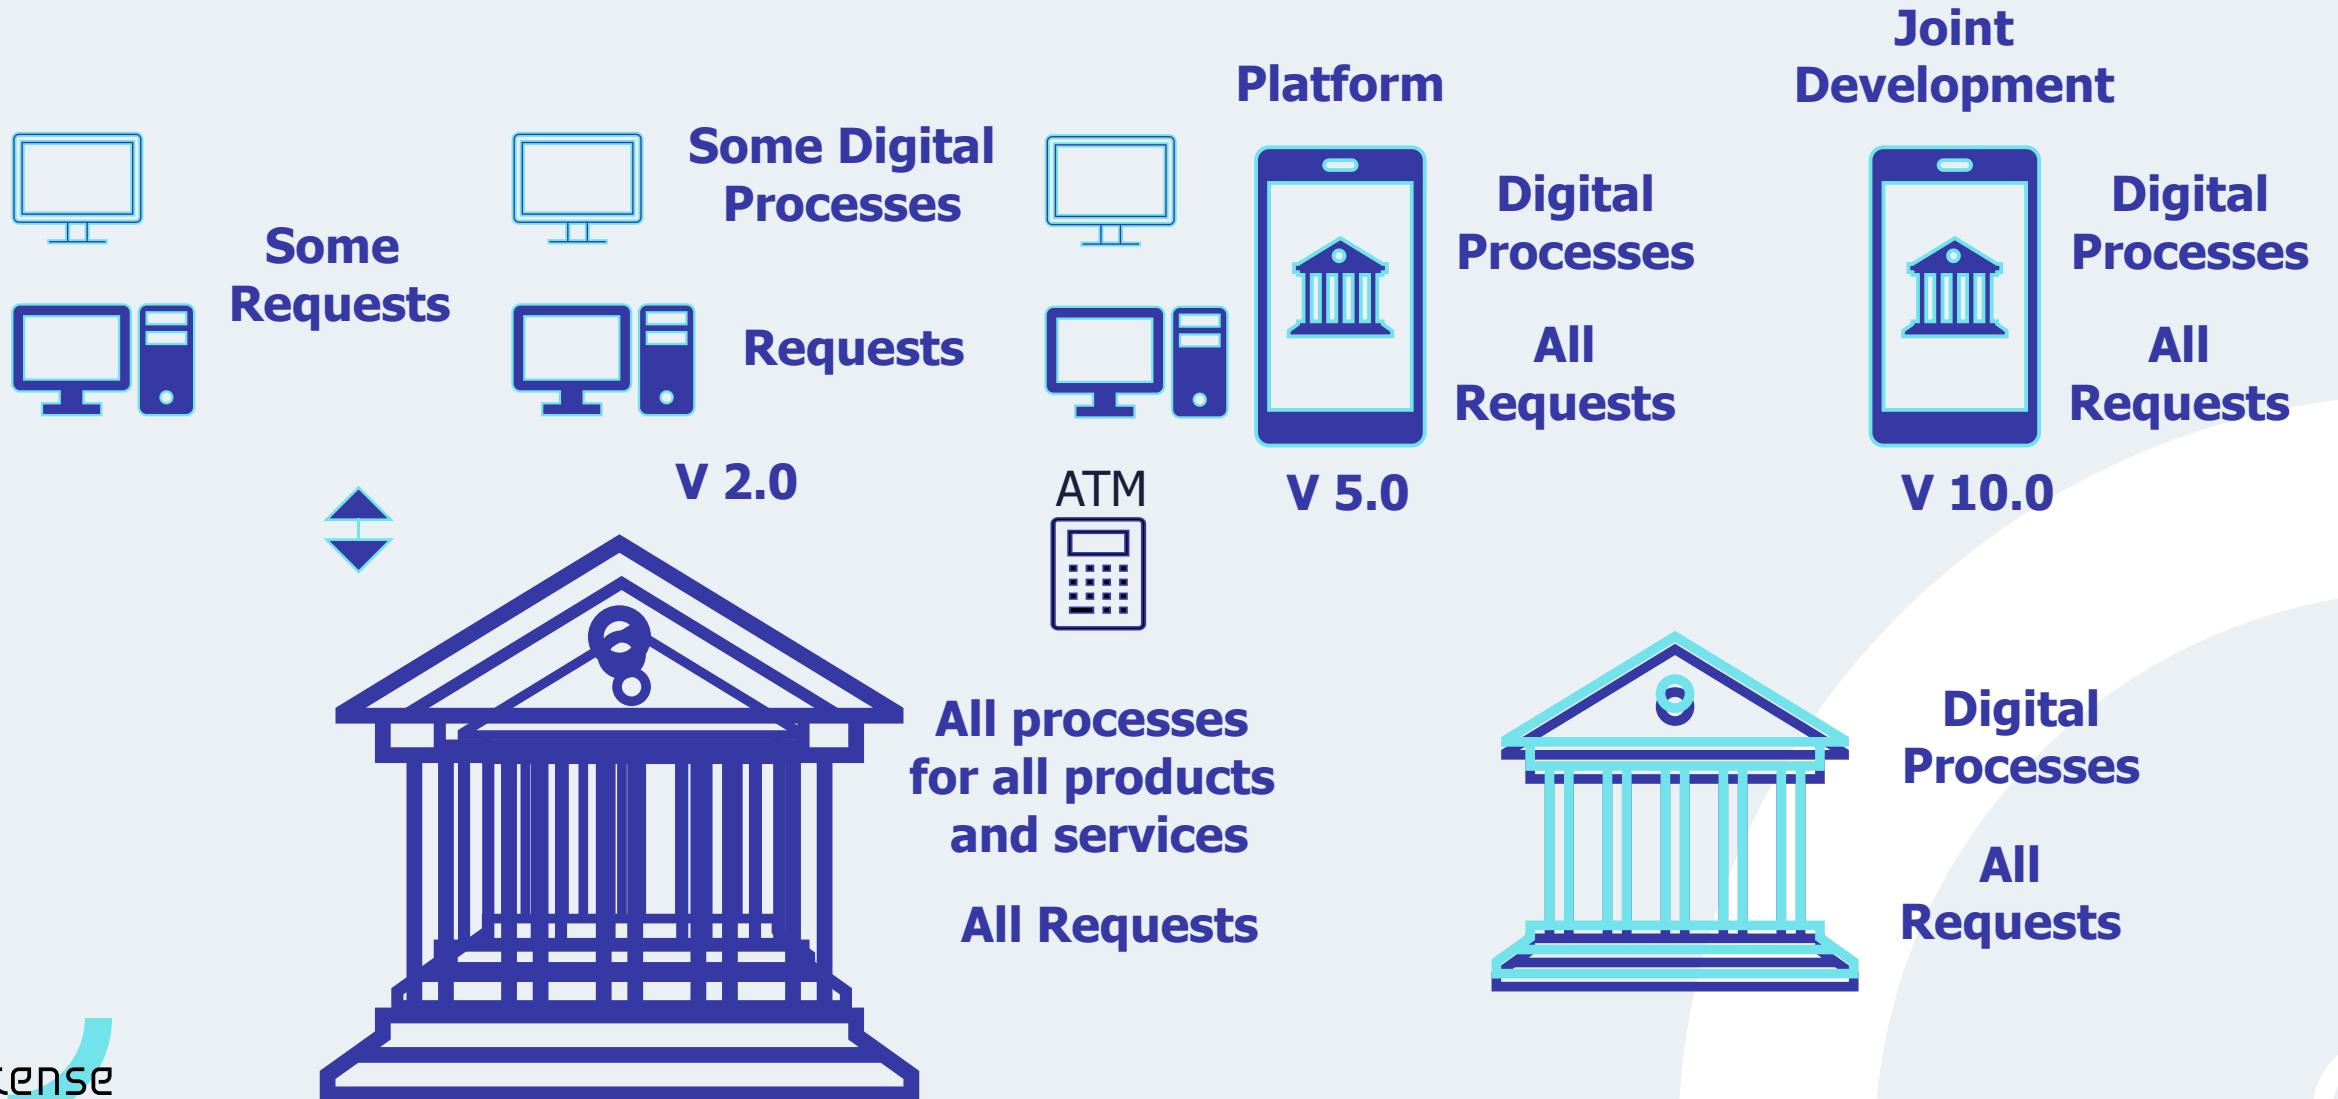 Joint
Development
Platform
Some
Requests
Some Digital
Processes
Requests
Digital
Processes
All
Requests
Digital
Processes
All
Requests
V 2.0
ATM
V 5.0
V 10.0
All processes
for all products
and services
All Requests
Digital
Processes
All
Requests